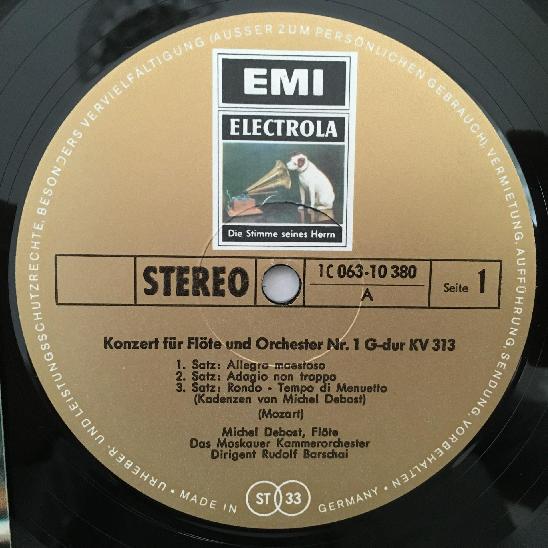 URHEBER- UND LEISTUNGSSCHUTZRECHTE, BESONDERS VERVIELFÄLTIGUNG (AUSSER ZUM PERSÖNLICHEN GEBRAUCH), VERMIETUNG, AUFFÜHRUNG, SENDUNG, VORBEHALTEN
EMI
ELECTROLA
Die Stimme seines Herrn
STEREO
1C 063-10 380
A
Seite 1
Konzert für Flöte und Orchester Nr. 1 G-dur KV 313
1. Satz: Allegro maestoso
2. Satz: Adagio non troppo
3. Satz: Rondo - Tempo di Menuetto
(Kadenzen von Michel Debost)
(Mozart)
Michel Debost, Flöte
Das Moskauer Kammerorchester
Dirigent Rudolf Barschai
MADE IN GERMANY
ST 33